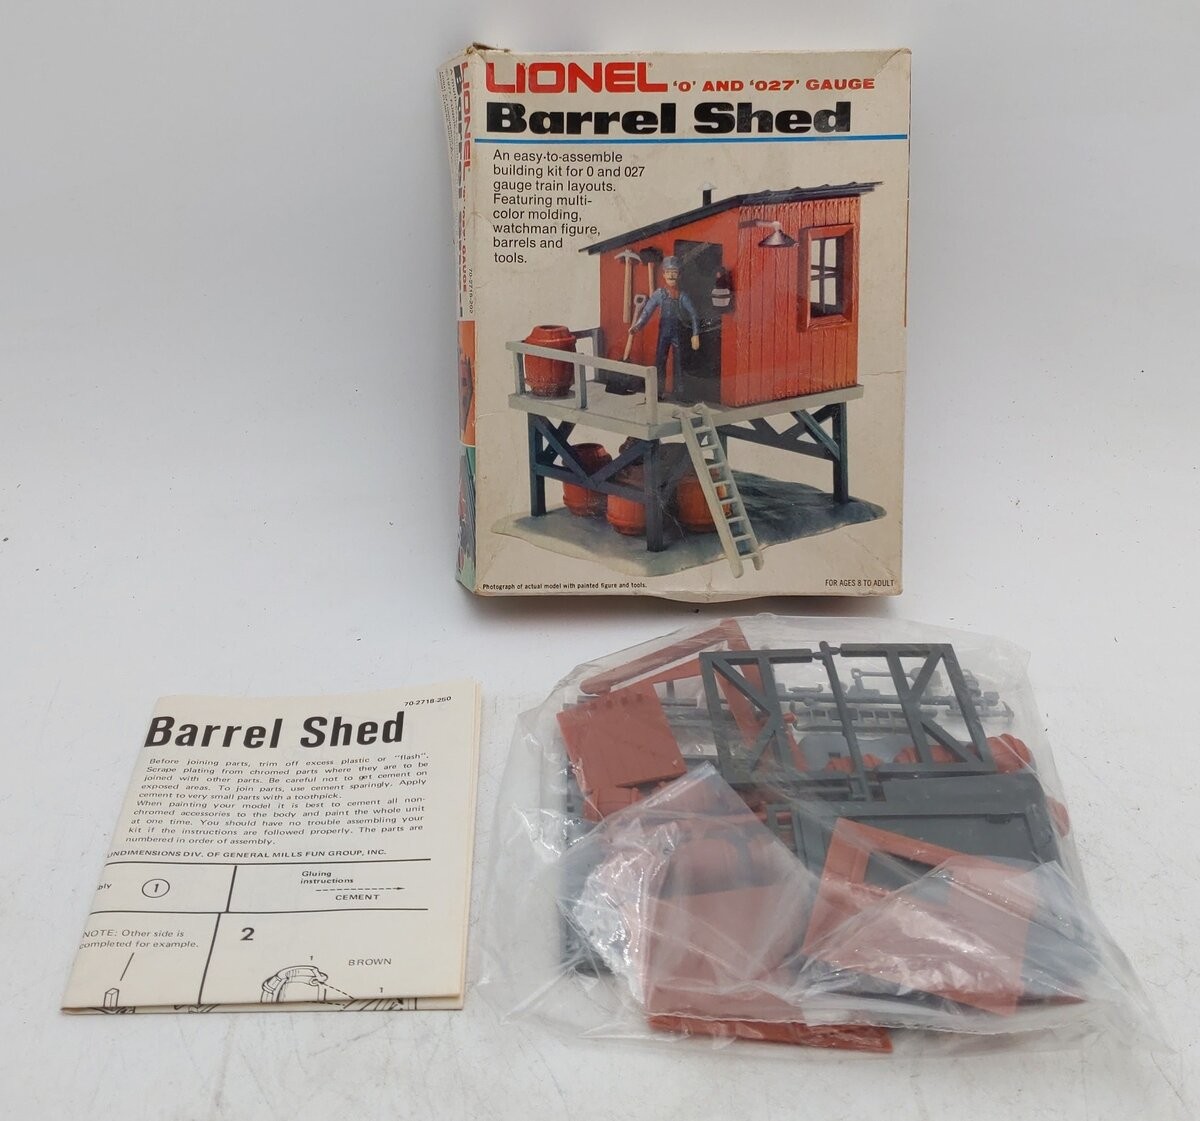 LIONEL 'O' AND '027' GAUGE
Barrel Shed
An easy-to-assemble
building kit for 0 and 027
gauge train layouts.
Featuring multi-
color molding,
watchman figure,
barrels and
tools.
Photograph of actual model with painted figure and tools.
FOR AGES 8 TO ADULT
LIONEL
70-2718-202
70-2718-250
Barrel Shed
Before joining parts, trim off excess plastic or "flash".
Scrape plating from chromed parts where they are to be
joined with other parts. Be careful not to get cement on
exposed areas. To join parts, use cement sparingly. Apply
cement to very small parts with a toothpick.
When painting your model it is best to cement all non-
chromed accessories to the body and paint the whole unit
at one time. You should have no trouble assembling your
kit if the instructions are followed properly. The parts are
numbered in order of assembly.
UNDIMENSIONS DIV. OF GENERAL MILLS FUN GROUP, INC.
ply 1
Gluing
instructions
CEMENT
NOTE: Other side is
completed for example.
2
1
BROWN
1